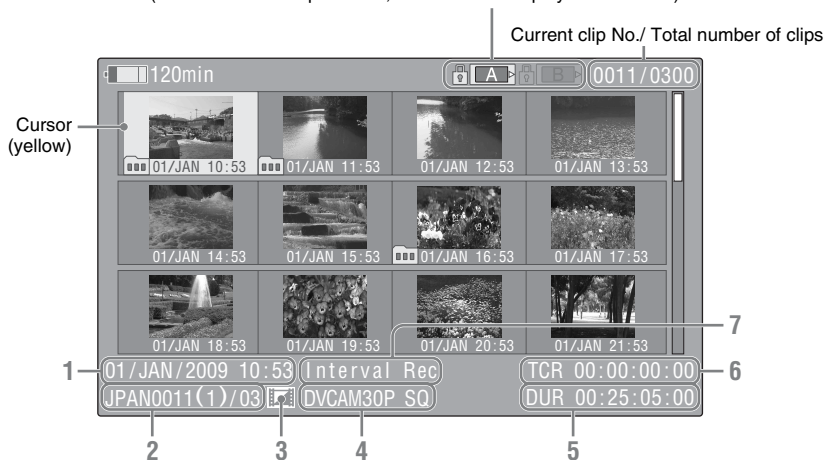 Current clip No./ Total number of clips
120min
A
B
0011/0300
Cursor
(yellow)
01/JAN 10:53
01/JAN 11:53
01/JAN 12:53
01/JAN 13:53
01/JAN 14:53
01/JAN 15:53
01/JAN 16:53
01/JAN 17:53
01/JAN 18:53
01/JAN 19:53
01/JAN 20:53
01/JAN 21:53
7
1
01/JAN/2009 10:53
Interval Rec
TCR 00:00:00:00
6
JPAN0011(1)/03
DVCAM30P SQ
DUR 00:25:05:00
2
3
4
5